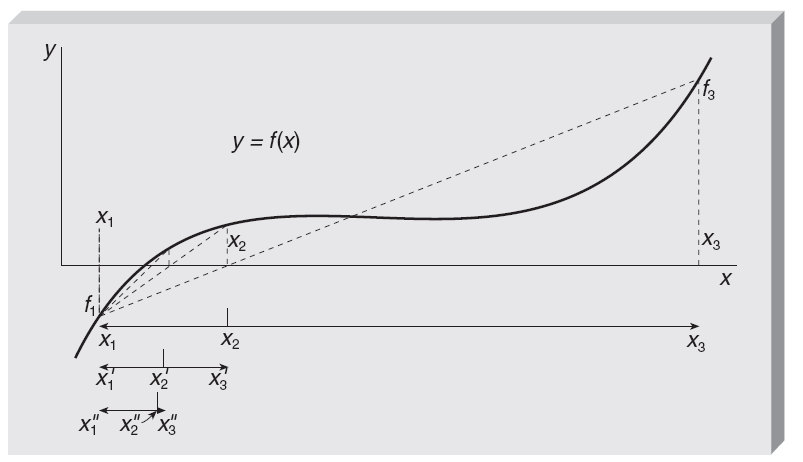 y
y = f(x)
x₁
x₂
f₃
x₃
x
f₁
x₁ x₂ x₃
x₁′ x₂′ x₃′
x₁″ x₂″ x₃″